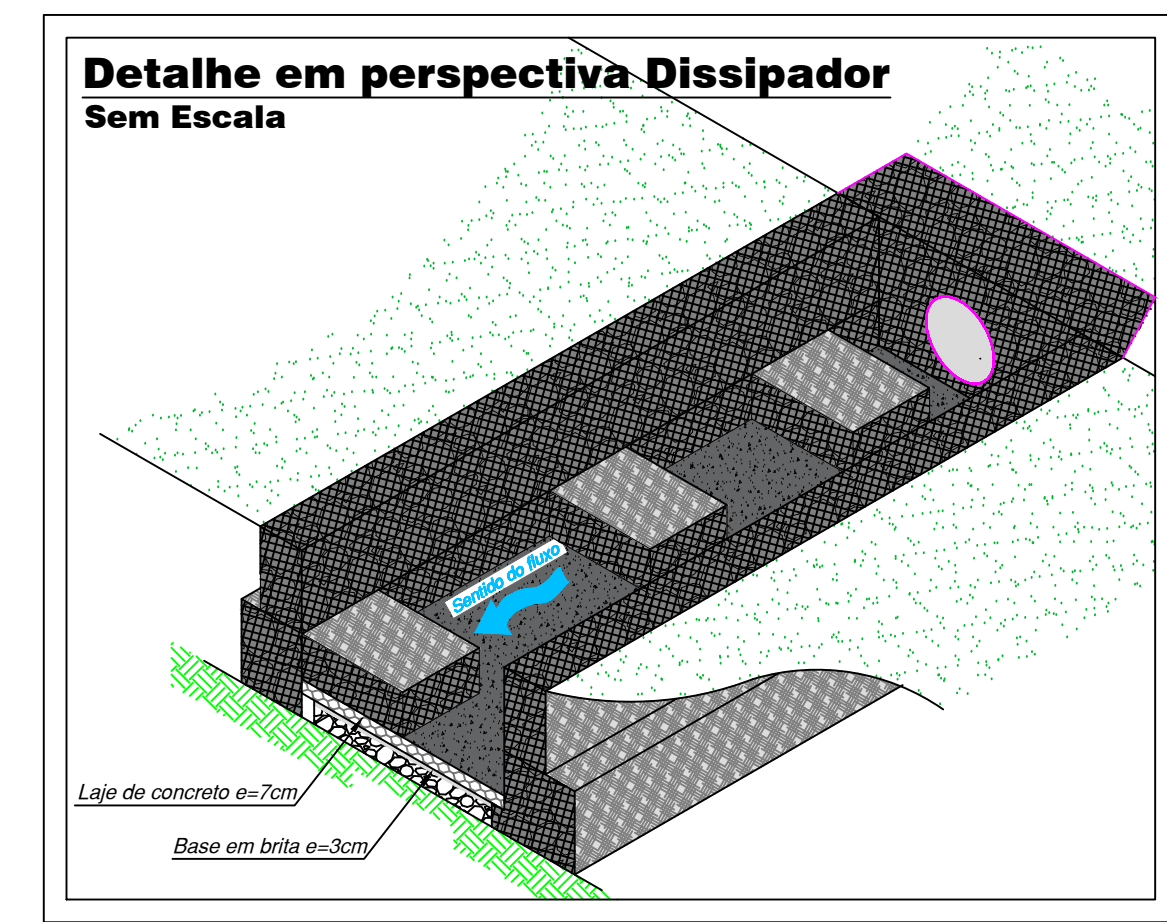 Detalhe em perspectiva Dissipador
Sem Escala
Sentido do fluxo
Laje de concreto e=7cm
Base em brita e=3cm